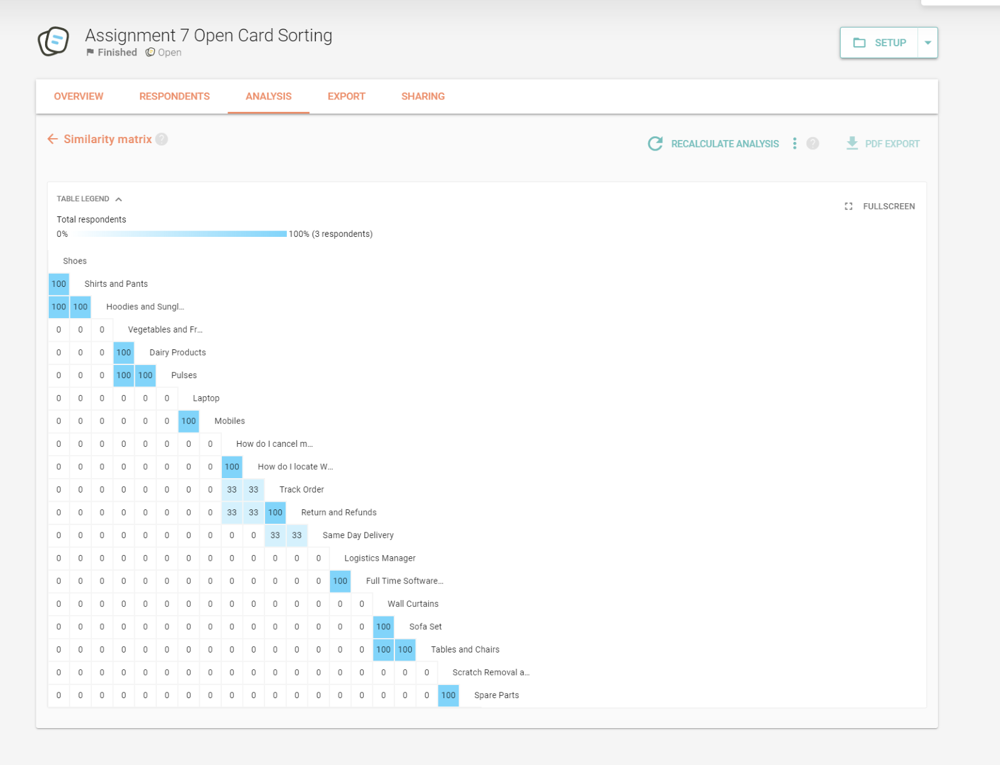 Assignment 7 Open Card Sorting
Finished Open
SETUP
OVERVIEW RESPONDENTS ANALYSIS EXPORT SHARING
Similarity matrix ?
RECALCULATE ANALYSIS ? PDF EXPORT
TABLE LEGEND
FULLSCREEN
Total respondents
0% 100% (3 respondents)
Shoes
100 Shirts and Pants
100 100 Hoodies and Sungl...
0 0 0 Vegetables and Fr...
0 0 0 100 Dairy Products
0 0 0 100 100 Pulses
0 0 0 0 0 0 Laptop
0 0 0 0 0 0 100 Mobiles
0 0 0 0 0 0 0 0 How do I cancel m...
0 0 0 0 0 0 0 0 100 How do I locate W...
0 0 0 0 0 0 0 0 33 33 Track Order
0 0 0 0 0 0 0 0 33 33 100 Return and Refunds
0 0 0 0 0 0 0 0 0 0 33 33 Same Day Delivery
0 0 0 0 0 0 0 0 0 0 0 0 0 Logistics Manager
0 0 0 0 0 0 0 0 0 0 0 0 0 100 Full Time Software...
0 0 0 0 0 0 0 0 0 0 0 0 0 0 0 Wall Curtains
0 0 0 0 0 0 0 0 0 0 0 0 0 0 0 100 Sofa Set
0 0 0 0 0 0 0 0 0 0 0 0 0 0 0 100 100 Tables and Chairs
0 0 0 0 0 0 0 0 0 0 0 0 0 0 0 0 0 0 Scratch Removal a...
0 0 0 0 0 0 0 0 0 0 0 0 0 0 0 0 0 0 100 Spare Parts